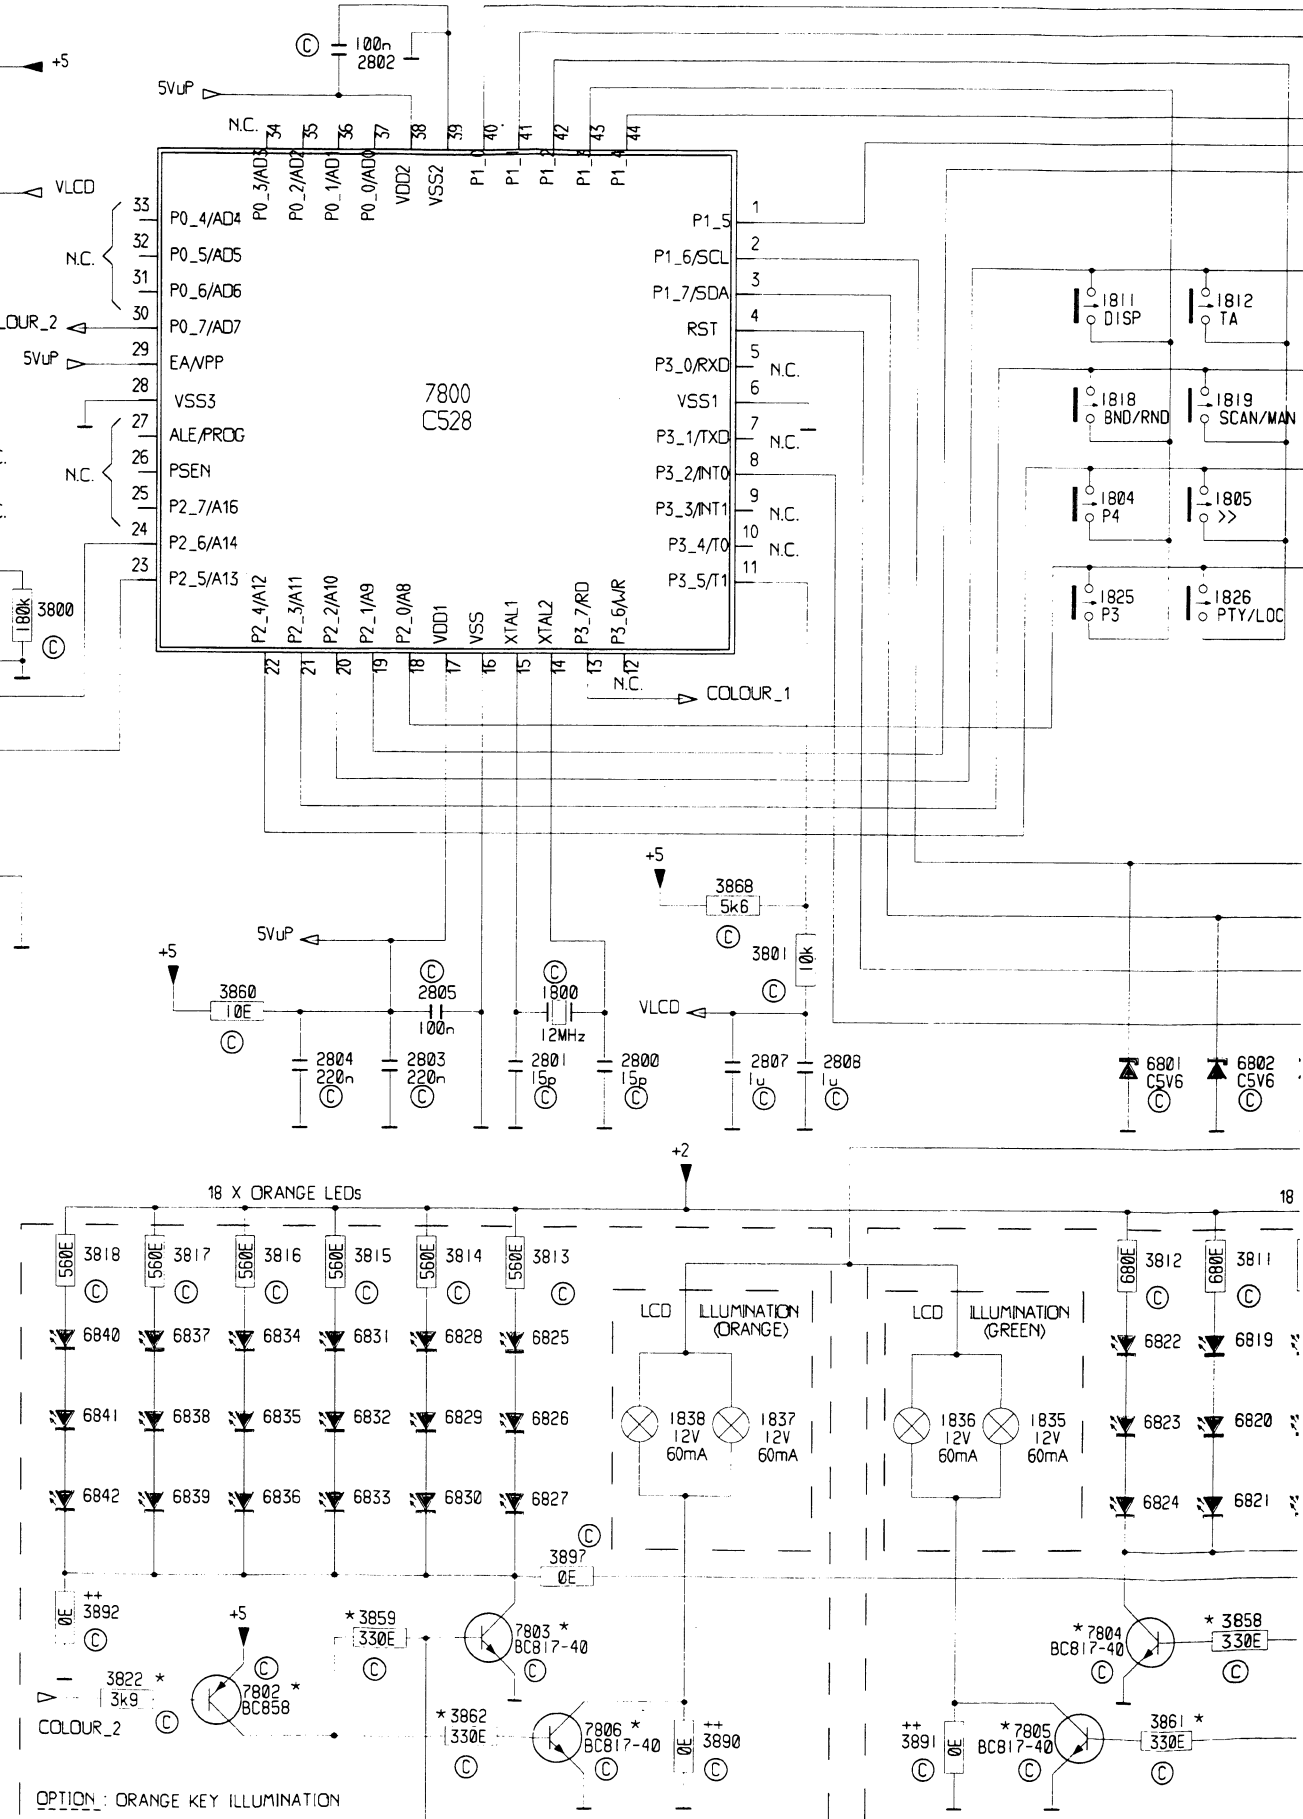 +5
C
100n
2802
5VuP
N.C.
34
35
36
37
38
39
40
41
42
43
44
P0_3/AD3
P0_2/AD2
P0_1/AD1
P0_0/AD0
VDD2
VSS2
P1_0
P1_1
P1_2
P1_3
P1_4
VLCD
33
P0_4/AD4
32
P0_5/AD5
N.C.
31
P0_6/AD6
30
P0_7/AD7
LOUR_2
5VuP
29
EA/VPP
28
VSS3
27
ALE/PROG
26
PSEN
N.C.
25
P2_7/A16
24
P2_6/A14
23
P2_5/A13
7800
C528
P1_5
1
P1_6/SCL
2
P1_7/SDA
3
RST
4
P3_0/RXD
5
N.C.
VSS1
6
P3_1/TXD
7
N.C.
P3_2/INT0
8
P3_3/INT1
9
N.C.
P3_4/T0
10
N.C.
P3_5/T1
11
P2_4/A12
P2_3/A11
P2_2/A10
P2_1/A9
P2_0/A8
VDD1
VSS
XTAL1
XTAL2
P3_7/RD
P3_6/WR
22
21
20
19
18
17
16
15
14
13
12
N.C.
COLOUR_1
180k
3800
C
1811
DISP
1812
TA
1818
BND/RND
1819
SCAN/MAN
1804
P4
1805
>>
1825
P3
1826
PTY/LOC
+5
3868
5k6
C
3801
10k
C
5VuP
+5
3860
10E
C
C
2805
100n
C
1800
12MHz
VLCD
2804
220n
C
2803
220n
C
2801
15p
C
2800
15p
C
2807
1u
C
2808
1u
C
6801
C5V6
C
6802
C5V6
C
+2
18 X ORANGE LEDs
18
560E
3818
C
560E
3817
C
560E
3816
C
560E
3815
C
560E
3814
C
560E
3813
C
680E
3812
C
680E
3811
C
LCD ILLUMINATION
(ORANGE)
LCD ILLUMINATION
(GREEN)
6840
6837
6834
6831
6828
6825
6822
6819
6841
6838
6835
6832
6829
6826
6823
6820
1838
12V
60mA
1837
12V
60mA
1836
12V
60mA
1835
12V
60mA
6842
6839
6836
6833
6830
6827
6824
6821
C
3897
0E
++
3892
0E
C
+5
* 3859
330E
C
7803 *
BC817-40
C
* 7804
BC817-40
C
* 3858
330E
C
3822 *
3k9
C
COLOUR_2
C
7802 *
BC858
* 3862
330E
C
7806 *
BC817-40
C
++
3890
0E
C
++
3891
0E
C
* 7805
BC817-40
C
3861 *
330E
C
OPTION : ORANGE KEY ILLUMINATION